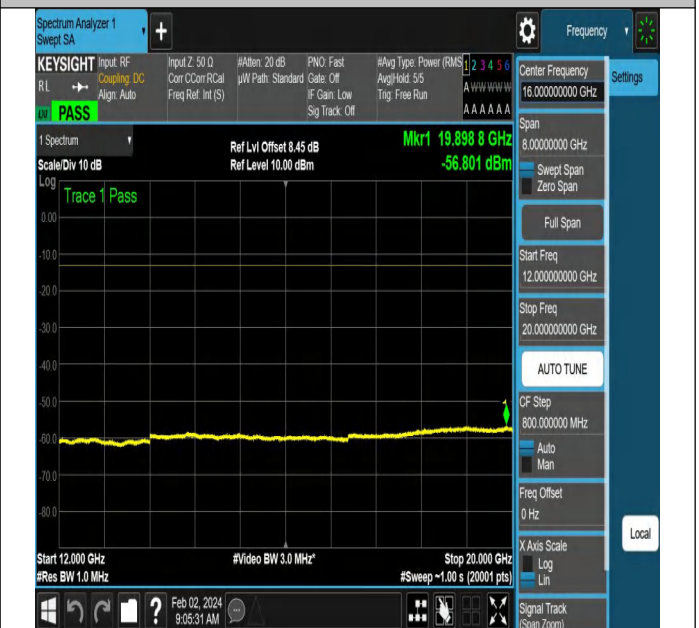 Spectrum Analyzer 1
Swept SA
Frequency
KEYSIGHT
RL
Input: RF
Coupling: DC
Align: Auto
Input Z: 50 Ω
Corr CCorr RCal
Freq Ref: Int (S)
#Atten: 20 dB
µW Path: Standard
PNO: Fast
Gate: Off
IF Gain: Low
Sig Track: Off
#Avg Type: Power (RMS
Avg|Hold: 5/5
Trig: Free Run
1 2 3 4 5 6
A W W W W W
A A A A A A
PASS
1 Spectrum
Scale/Div 10 dB
Ref Lvl Offset 8.45 dB
Ref Level 10.00 dBm
Mkr1 19.898 8 GHz
-56.801 dBm
Log
Trace 1 Pass
0.00
-10.0
-20.0
-30.0
-40.0
-50.0
-60.0
-70.0
-80.0
1
Start 12.000 GHz
#Res BW 1.0 MHz
#Video BW 3.0 MHz*
Stop 20.000 GHz
#Sweep ~1.00 s (20001 pts)
Feb 02, 2024
9:05:31 AM
Center Frequency
16.000000000 GHz
Settings
Span
8.00000000 GHz
Swept Span
Zero Span
Full Span
Start Freq
12.000000000 GHz
Stop Freq
20.000000000 GHz
AUTO TUNE
CF Step
800.000000 MHz
Auto
Man
Freq Offset
0 Hz
X Axis Scale
Log
Lin
Local
Signal Track
(Span Zoom)